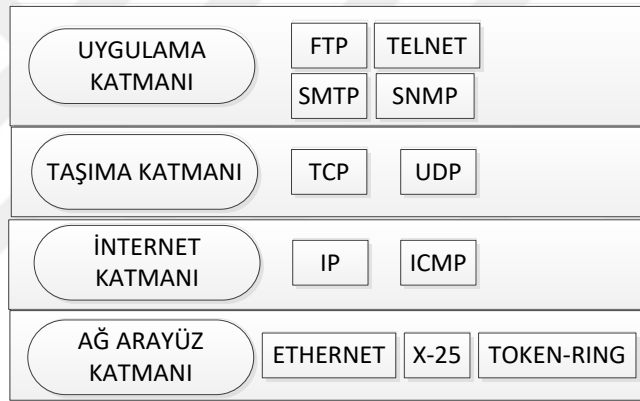 UYGULAMA
KATMANI
FTP TELNET
SMTP SNMP
TAŞIMA KATMANI
TCP UDP
İNTERNET
KATMANI
IP ICMP
AĞ ARAYÜZ
KATMANI
ETHERNET X-25 TOKEN-RING